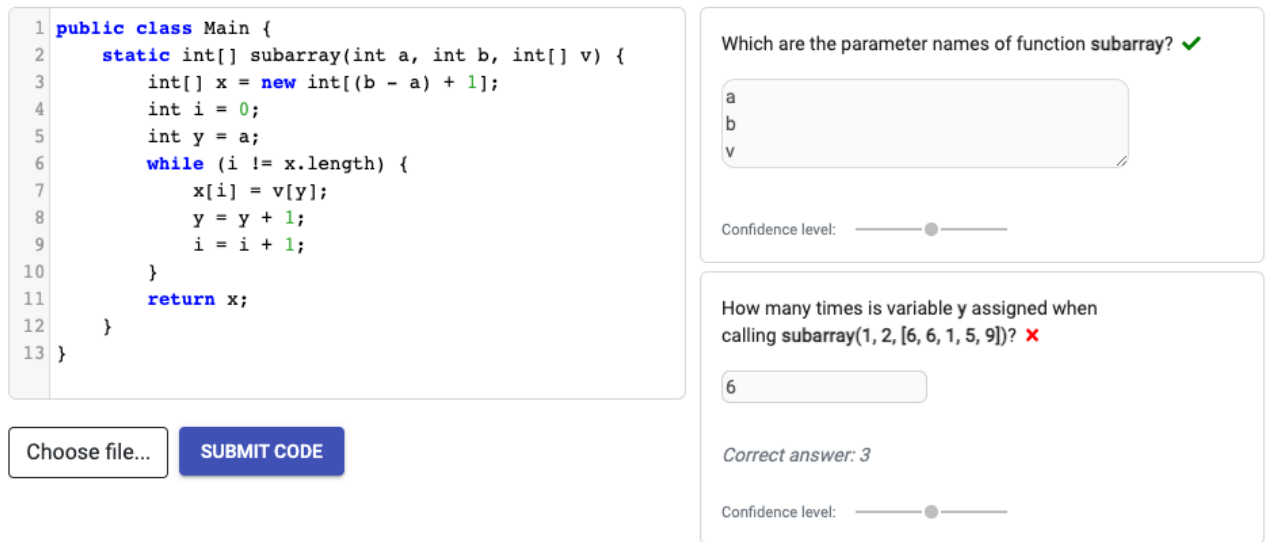 1 public class Main {
2     static int[] subarray(int a, int b, int[] v) {
3         int[] x = new int[(b - a) + 1];
4         int i = 0;
5         int y = a;
6         while (i != x.length) {
7             x[i] = v[y];
8             y = y + 1;
9             i = i + 1;
10         }
11         return x;
12     }
13 }
Choose file...
SUBMIT CODE
Which are the parameter names of function subarray?
a
b
v
Confidence level:
How many times is variable y assigned when
calling subarray(1, 2, [6, 6, 1, 5, 9])?
6
Correct answer: 3
Confidence level: